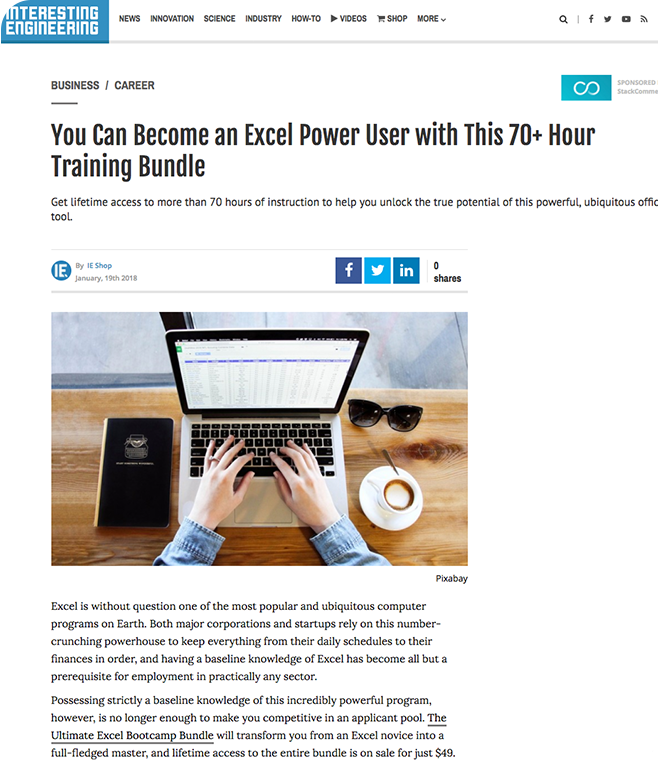 INTERESTING
ENGINEERING
NEWS INNOVATION SCIENCE INDUSTRY HOW-TO VIDEOS SHOP MORE
BUSINESS / CAREER
SPONSORED
StackComme
You Can Become an Excel Power User with This 70+ Hour
Training Bundle
Get lifetime access to more than 70 hours of instruction to help you unlock the true potential of this powerful, ubiquitous offic
tool.
IE
By IE Shop
January, 19th 2018
0
shares
Pixabay
Excel is without question one of the most popular and ubiquitous computer
programs on Earth. Both major corporations and startups rely on this number-
crunching powerhouse to keep everything from their daily schedules to their
finances in order, and having a baseline knowledge of Excel has become all but a
prerequisite for employment in practically any sector.
Possessing strictly a baseline knowledge of this incredibly powerful program,
however, is no longer enough to make you competitive in an applicant pool. The
Ultimate Excel Bootcamp Bundle will transform you from an Excel novice into a
full-fledged master, and lifetime access to the entire bundle is on sale for just $49.